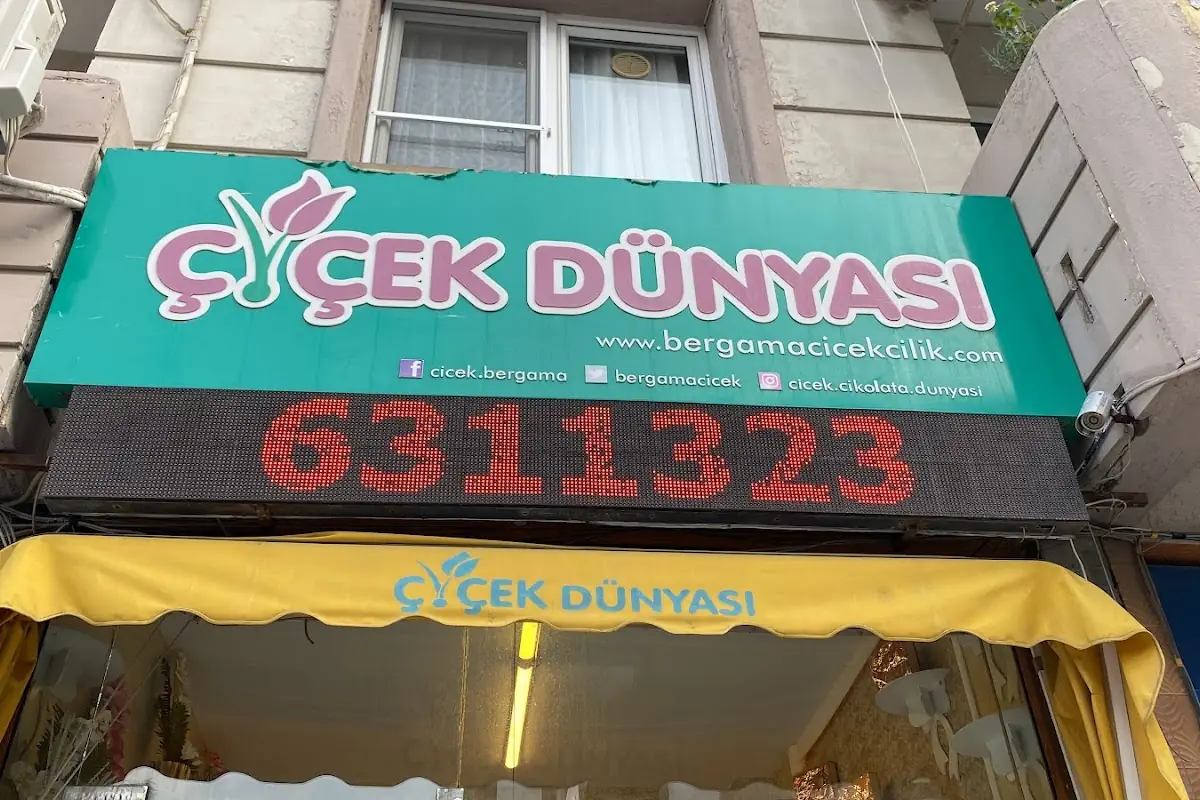 ÇİÇEK DÜNYASI
www.bergamacicekcilik.com
cicek.bergama bergamacicek cicek.cikolata.dunyasi
6311323
ÇİÇEK DÜNYASI